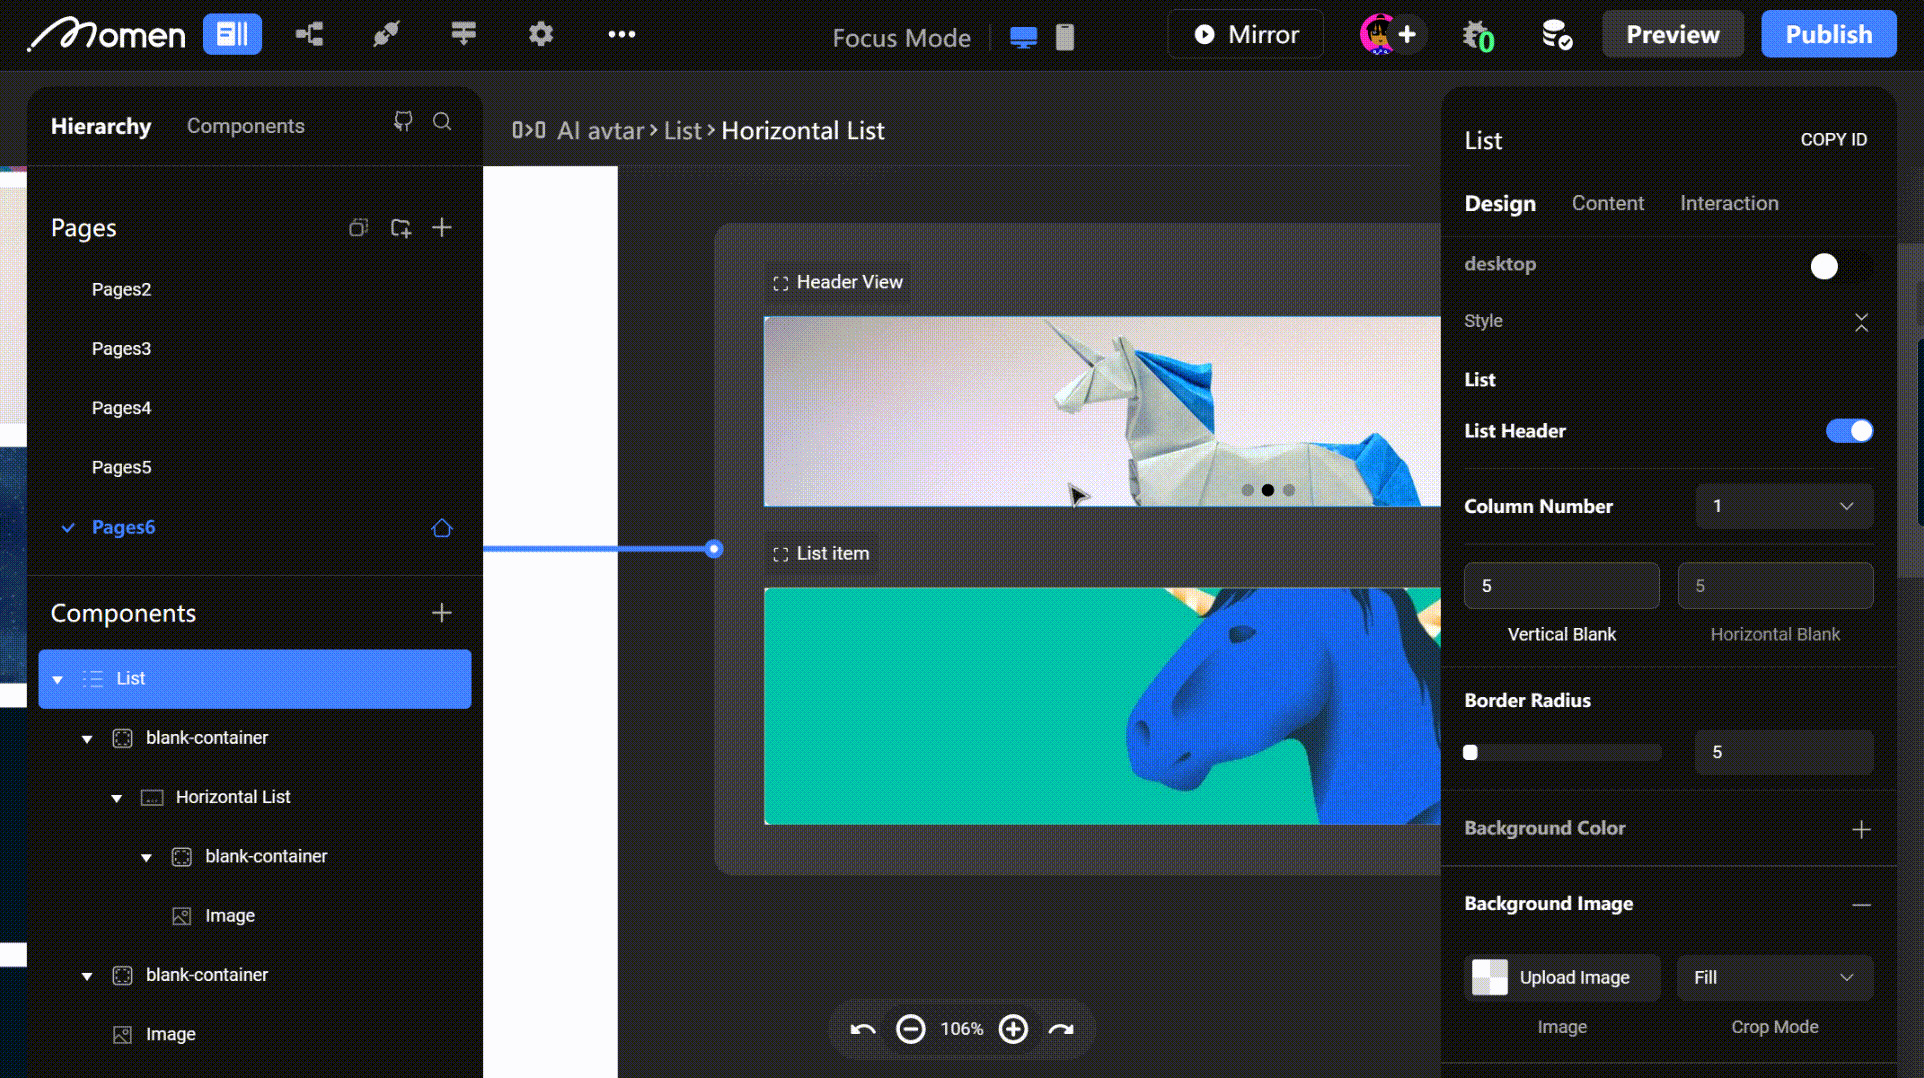 Momen
Focus Mode
Mirror
0
Preview
Publish
Hierarchy
Components
AI avtar > List > Horizontal List
List
COPY ID
Pages
Design
Content
Interaction
Pages2
Pages3
Pages4
Pages5
Pages6
desktop
Style
Header View
List
List Header
Column Number
1
List item
5
5
Vertical Blank
Horizontal Blank
Components
List
blank-container
Horizontal List
blank-container
Image
blank-container
Image
Border Radius
5
Background Color
Background Image
Upload Image
Fill
Image
Crop Mode
106%